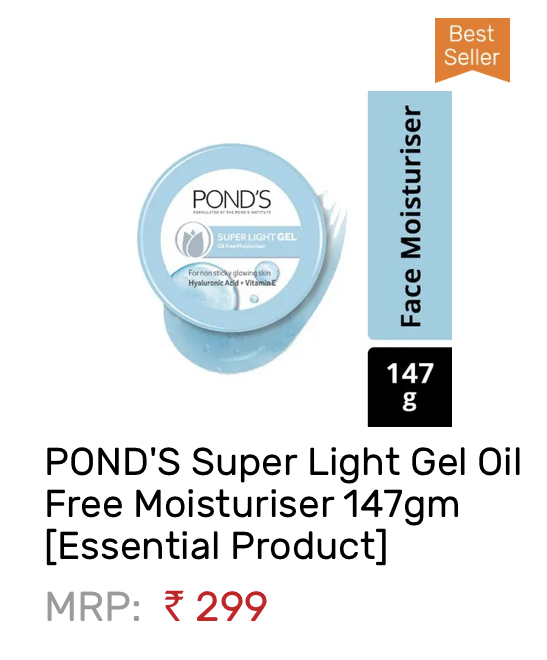 Best
Seller
POND'S
FORMULATED BY THE POND'S INSTITUTE
SUPER LIGHT GEL
Oil Free Moisturiser
For non sticky glowing skin
Hyaluronic Acid + Vitamin E
Face Moisturiser
147
g
POND'S Super Light Gel Oil
Free Moisturiser 147gm
[Essential Product]
MRP: ₹ 299